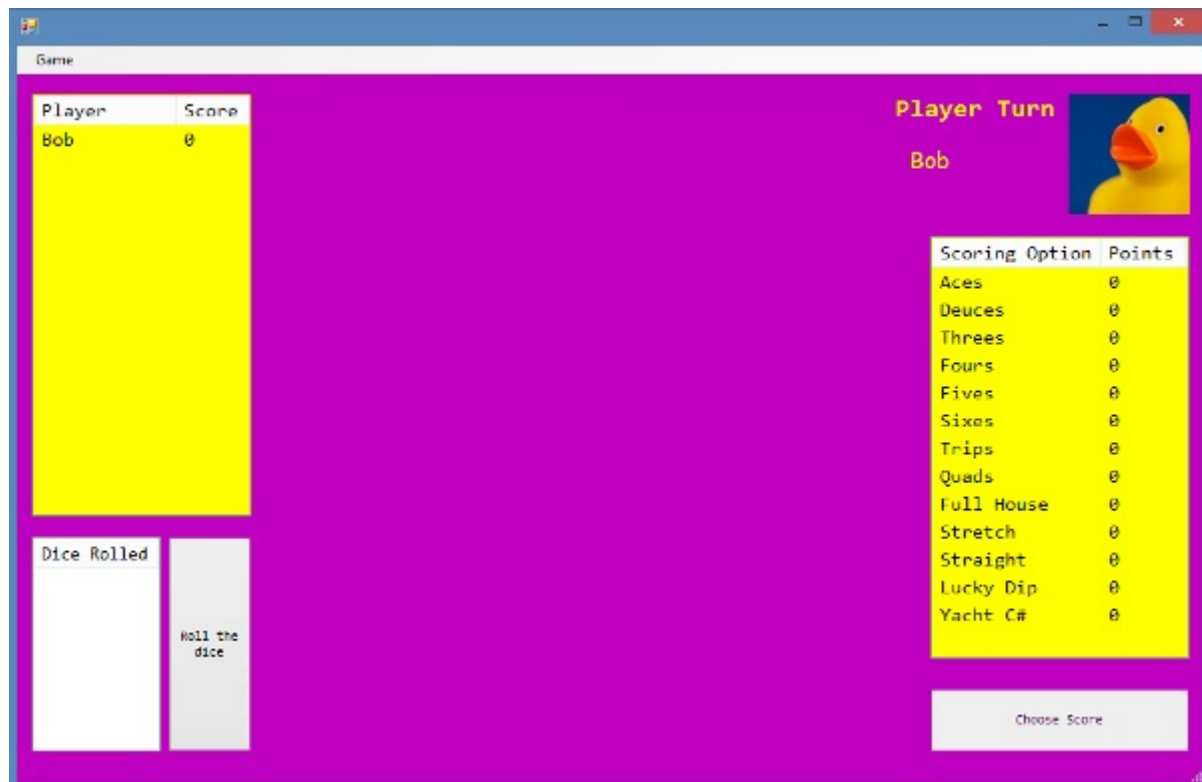 Game
Player Score
Bob 0
Player Turn
Bob
Scoring Option Points
Aces 0
Deuces 0
Threes 0
Fours 0
Fives 0
Sixes 0
Trips 0
Quads 0
Full House 0
Stretch 0
Straight 0
Lucky Dip 0
Yacht C# 0
Dice Rolled
Roll the
dice
Choose Score